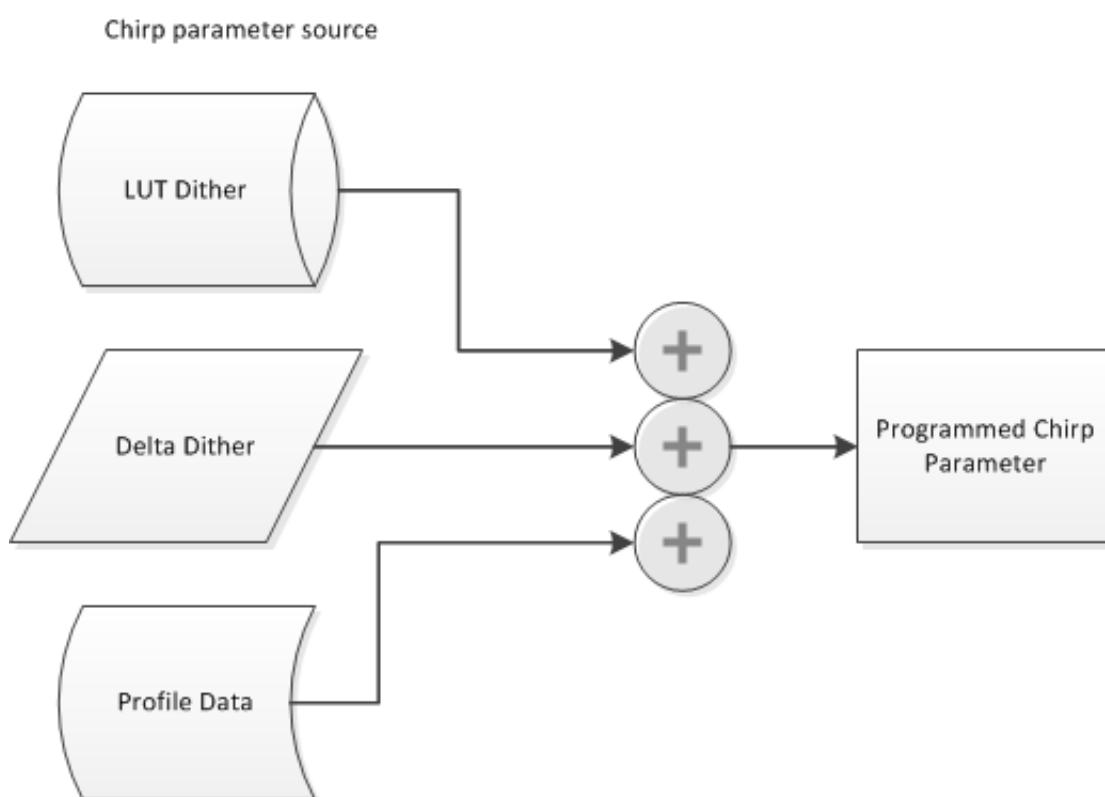 Chirp parameter source
LUT Dither
Delta Dither
Programmed Chirp
Parameter
Profile Data